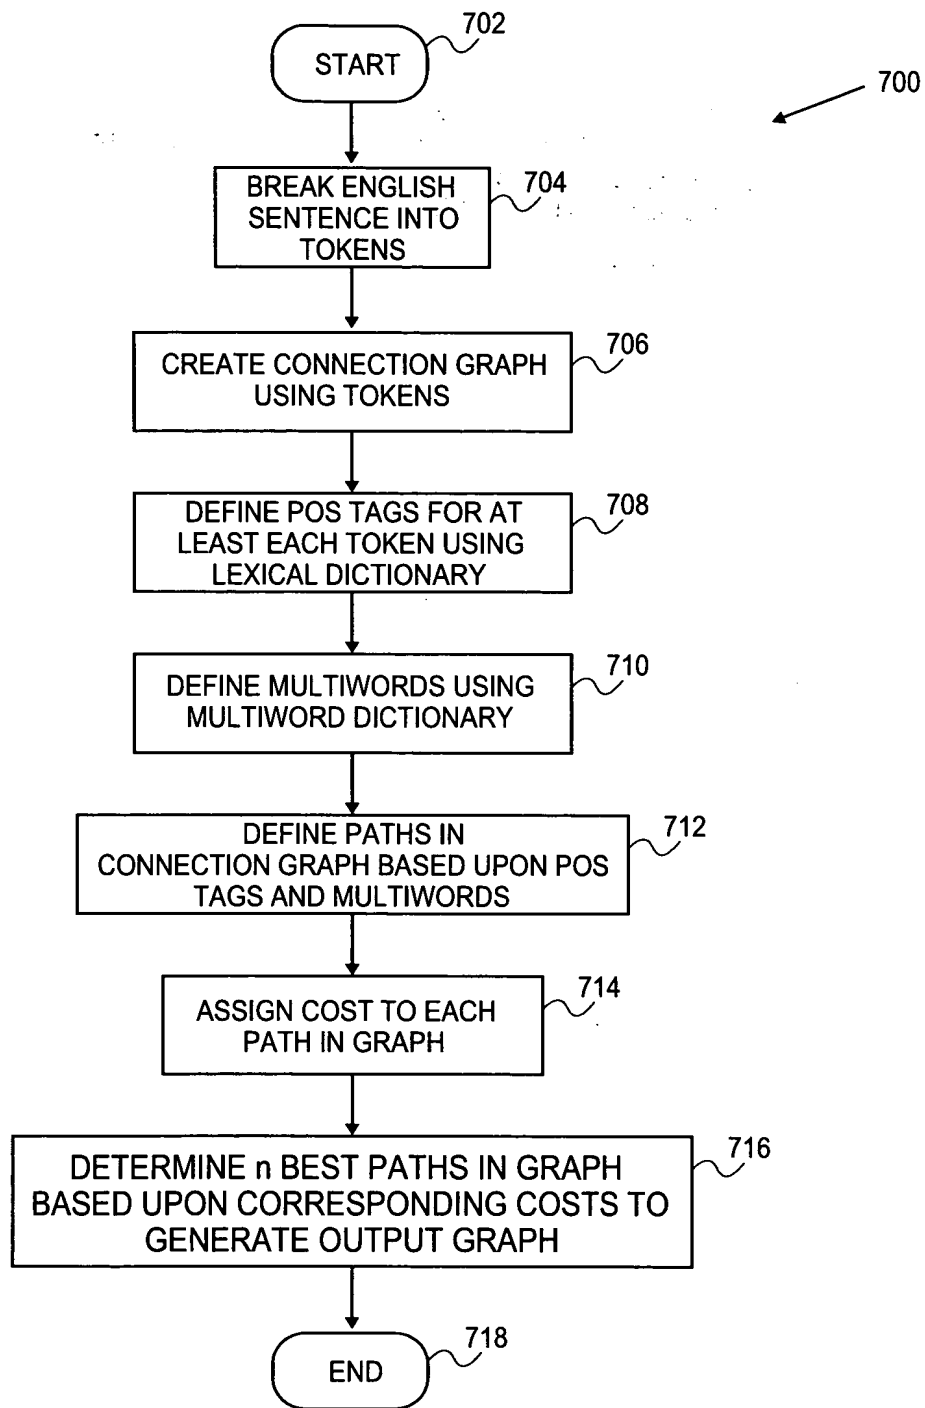 702
START
700
BREAK ENGLISH
SENTENCE INTO
TOKENS
704
CREATE CONNECTION GRAPH
USING TOKENS
706
DEFINE POS TAGS FOR AT
LEAST EACH TOKEN USING
LEXICAL DICTIONARY
708
DEFINE MULTIWORDS USING
MULTIWORD DICTIONARY
710
DEFINE PATHS IN
CONNECTION GRAPH BASED UPON POS
TAGS AND MULTIWORDS
712
ASSIGN COST TO EACH
PATH IN GRAPH
714
DETERMINE n BEST PATHS IN GRAPH
BASED UPON CORRESPONDING COSTS TO
GENERATE OUTPUT GRAPH
716
END
718